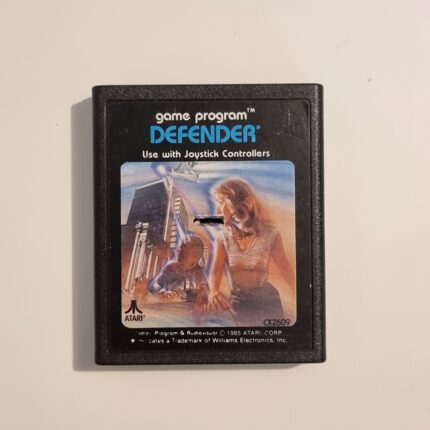 game program™
DEFENDER*
Use with Joystick Controllers
ATARI
CX2609
Program & Audiovisual © 1985 ATARI CORP.
a Trademark of Williams Electronics, Inc.